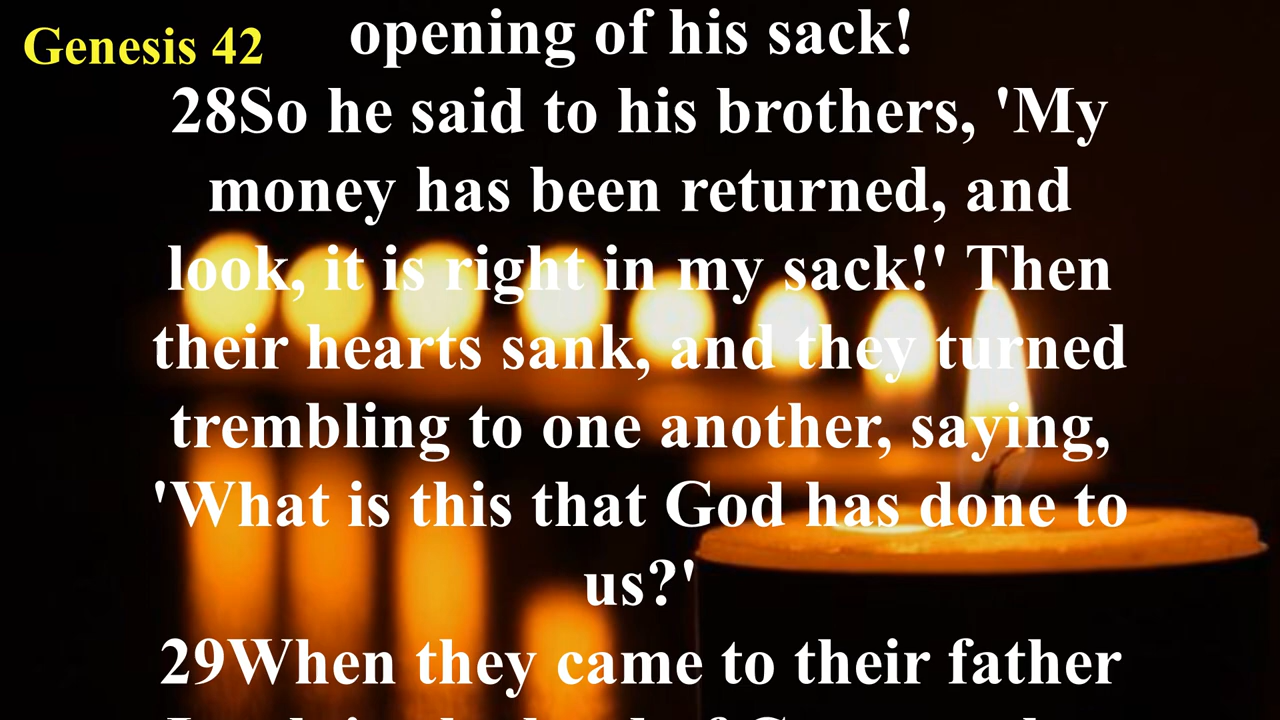 Genesis 42
opening of his sack!
28So he said to his brothers, 'My
money has been returned, and
look, it is right in my sack!' Then
their hearts sank, and they turned
trembling to one another, saying,
'What is this that God has done to
us?'
29When they came to their father